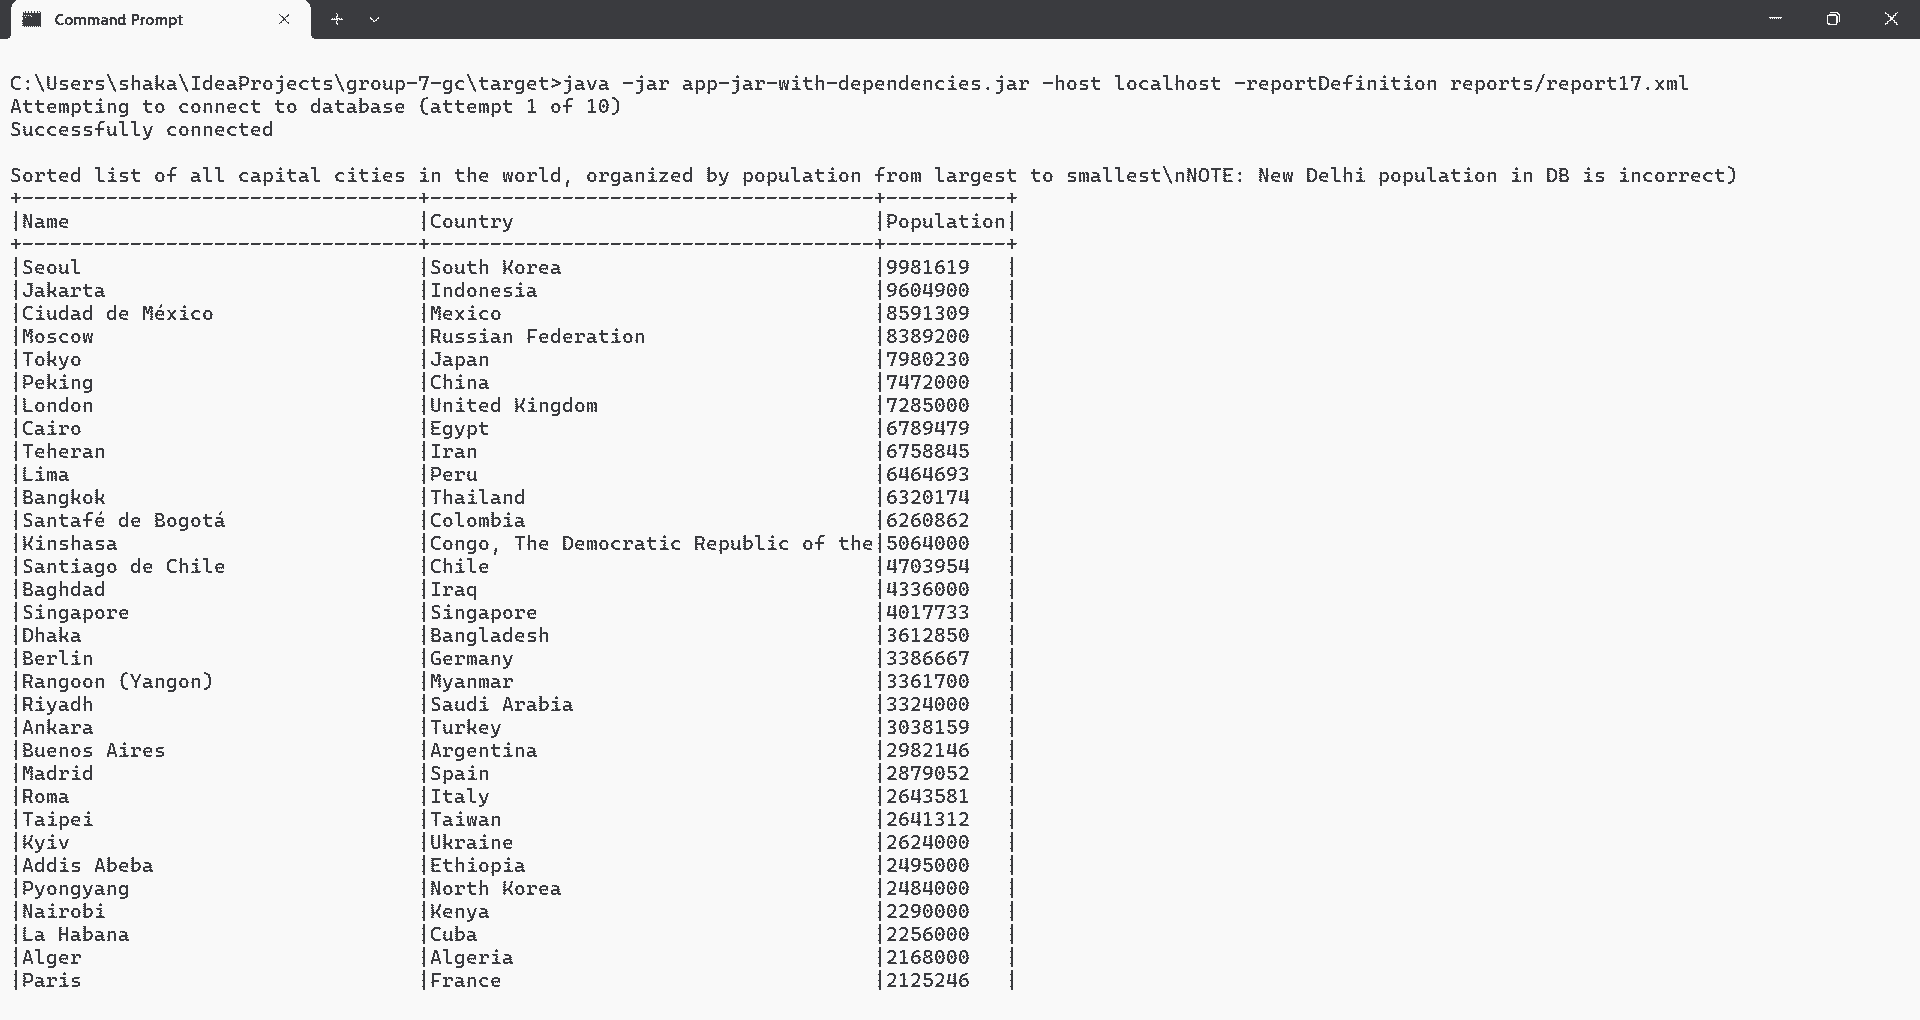 Command Prompt
C:\Users\shaka\IdeaProjects\group-7-gc\target>java -jar app-jar-with-dependencies.jar -host localhost -reportDefinition reports/report17.xml
Attempting to connect to database (attempt 1 of 10)
Successfully connected
Sorted list of all capital cities in the world, organized by population from largest to smallest\nNOTE: New Delhi population in DB is incorrect)
+---------------------------------+-------------------------------------+----------+
|Name                             |Country                              |Population|
+---------------------------------+-------------------------------------+----------+
|Seoul                            |South Korea                          |9981619   |
|Jakarta                          |Indonesia                            |9604900   |
|Ciudad de México                 |Mexico                               |8591309   |
|Moscow                           |Russian Federation                   |8389200   |
|Tokyo                            |Japan                                |7980230   |
|Peking                           |China                                |7472000   |
|London                           |United Kingdom                       |7285000   |
|Cairo                            |Egypt                                |6789479   |
|Teheran                          |Iran                                 |6758845   |
|Lima                             |Peru                                 |6464693   |
|Bangkok                          |Thailand                             |6320174   |
|Santafé de Bogotá                |Colombia                             |6260862   |
|Kinshasa                         |Congo, The Democratic Republic of the|5064000   |
|Santiago de Chile                |Chile                                |4703954   |
|Baghdad                          |Iraq                                 |4336000   |
|Singapore                        |Singapore                            |4017733   |
|Dhaka                            |Bangladesh                           |3612850   |
|Berlin                           |Germany                              |3386667   |
|Rangoon (Yangon)                 |Myanmar                              |3361700   |
|Riyadh                           |Saudi Arabia                         |3324000   |
|Ankara                           |Turkey                               |3038159   |
|Buenos Aires                     |Argentina                            |2982146   |
|Madrid                           |Spain                                |2879052   |
|Roma                             |Italy                                |2643581   |
|Taipei                           |Taiwan                               |2641312   |
|Kyiv                             |Ukraine                              |2624000   |
|Addis Abeba                      |Ethiopia                             |2495000   |
|Pyongyang                        |North Korea                          |2484000   |
|Nairobi                          |Kenya                                |2290000   |
|La Habana                        |Cuba                                 |2256000   |
|Alger                            |Algeria                              |2168000   |
|Paris                            |France                               |2125246   |